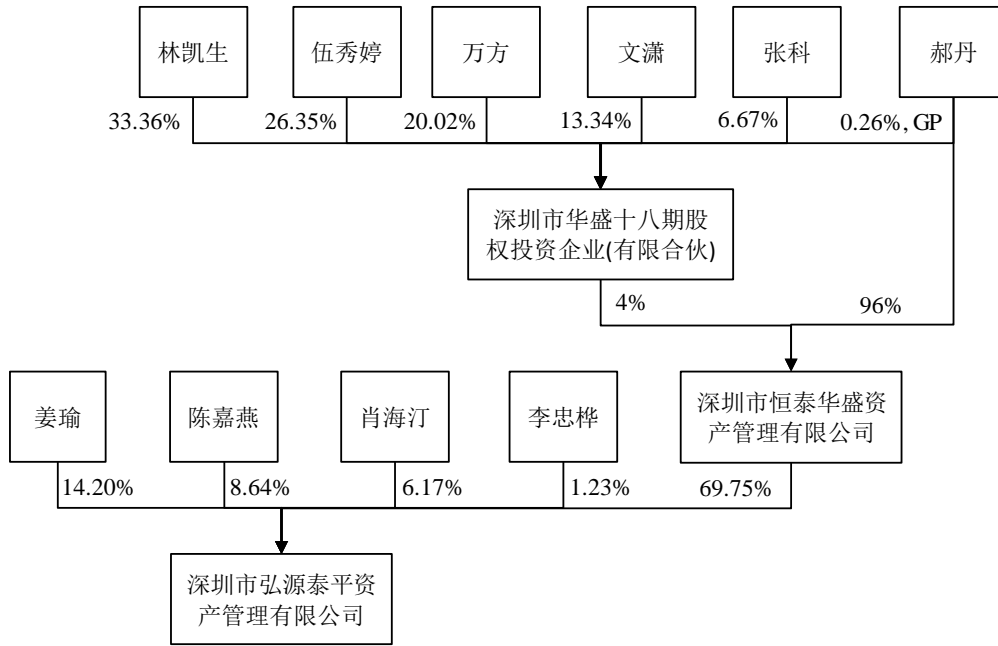 林凯生
伍秀婷
万方
文潇
张科
郝丹
33.36%
26.35%
20.02%
13.34%
6.67%
0.26%, GP
深圳市华盛十八期股
权投资企业(有限合伙)
4%
96%
姜瑜
陈嘉燕
肖海汀
李忠桦
深圳市恒泰华盛资
产管理有限公司
14.20%
8.64%
6.17%
1.23%
69.75%
深圳市弘源泰平资
产管理有限公司